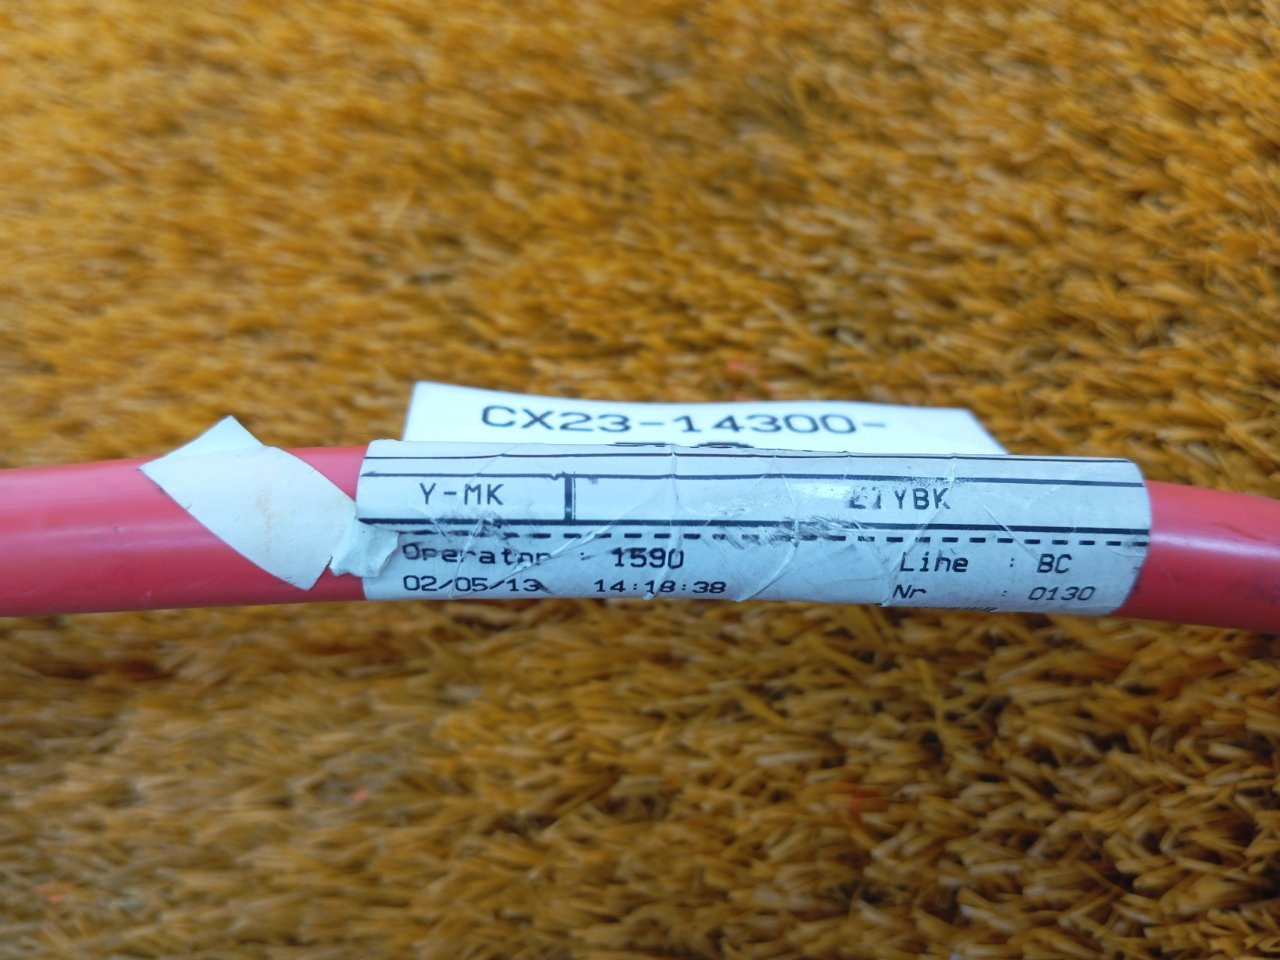 CX23-14300-
Y-MK
Operator : 1590 Line : BC
02/05/13 14:18:38 Nr : 0130